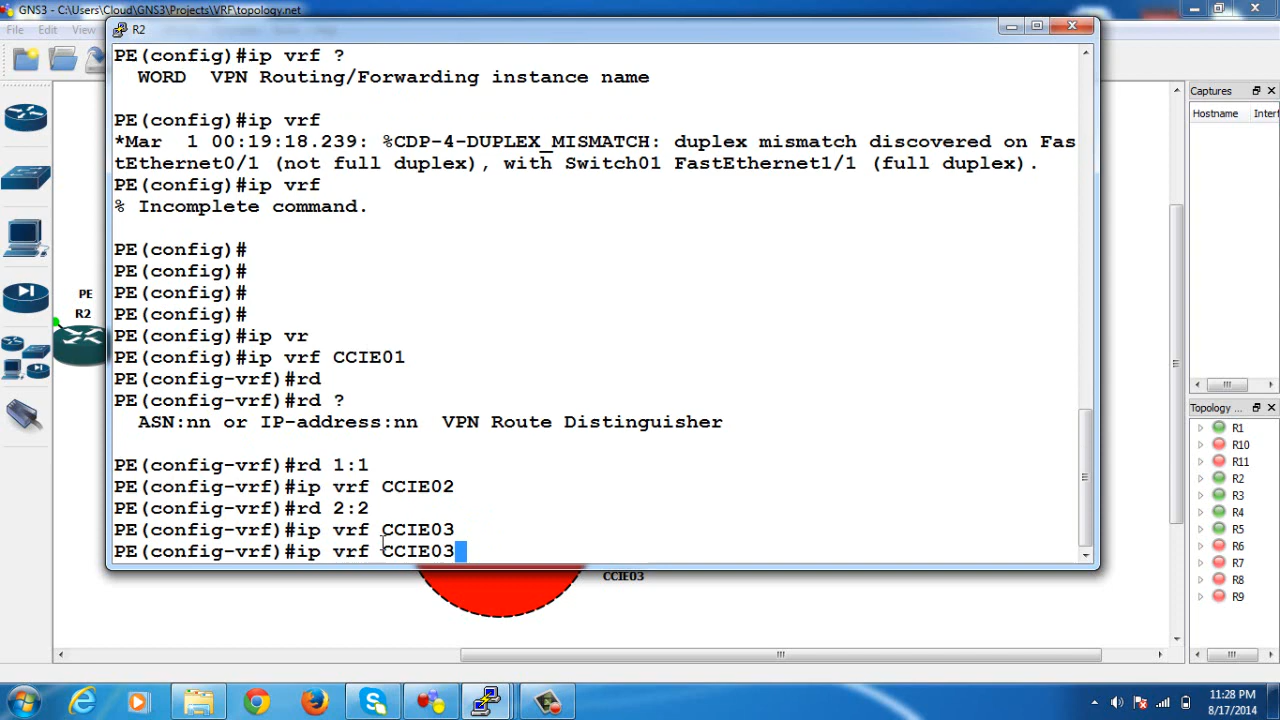 GNS3 - C:\Users\Cloud\GNS3\Projects\VRF\topology.net
File Edit View
R2
PE(config)#ip vrf ?
WORD VPN Routing/Forwarding instance name
PE(config)#ip vrf
*Mar 1 00:19:18.239: %CDP-4-DUPLEX_MISMATCH: duplex mismatch discovered on Fas
tEthernet0/1 (not full duplex), with Switch01 FastEthernet1/1 (full duplex).
PE(config)#ip vrf
% Incomplete command.
PE(config)#
PE(config)#
PE(config)#
PE(config)#
PE(config)#ip vr
PE(config)#ip vrf CCIE01
PE(config-vrf)#rd
PE(config-vrf)#rd ?
ASN:nn or IP-address:nn VPN Route Distinguisher
PE(config-vrf)#rd 1:1
PE(config-vrf)#ip vrf CCIE02
PE(config-vrf)#rd 2:2
PE(config-vrf)#ip vrf CCIE03
PE(config-vrf)#ip vrf CCIE03
PE
R2
CCIE03
Captures
Hostname Interf
Topology ...
R1
R10
R11
R2
R3
R4
R5
R6
R7
R8
R9
11:28 PM
8/17/2014